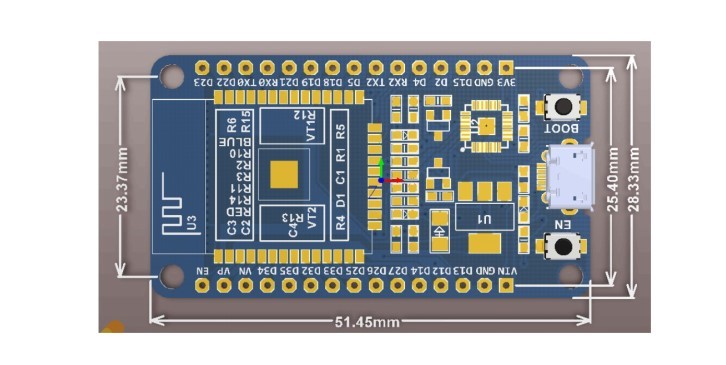 D23 D22 TX0 RX0 D21 D19 D18 D5 TX2 RX2 D4 D2 D15 GND 3V3
R6
R15
BLUE
R10
R2
R3
R11
R14
RED
C3
C2
R12
VT1
R13
C4
VT2
R5
R1
C1
D1
R4
U3
U1
BOOT
EN
EN VP VN D34 D35 D32 D33 D25 D26 D27 D14 D12 D13 GND VIN
23.37mm
25.40mm
28.33mm
51.45mm